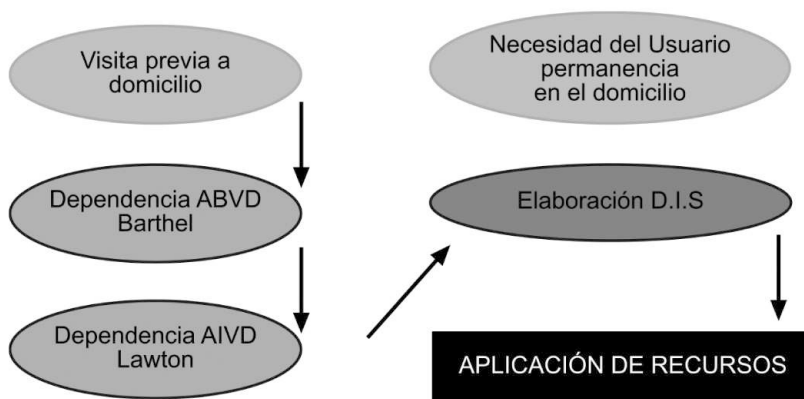 Visita previa a
domicilio
Dependencia ABVD
Barthel
Dependencia AIVD
Lawton
Necesidad del Usuario
permanencia
en el domicilio
Elaboración D.I.S
APLICACIÓN DE RECURSOS